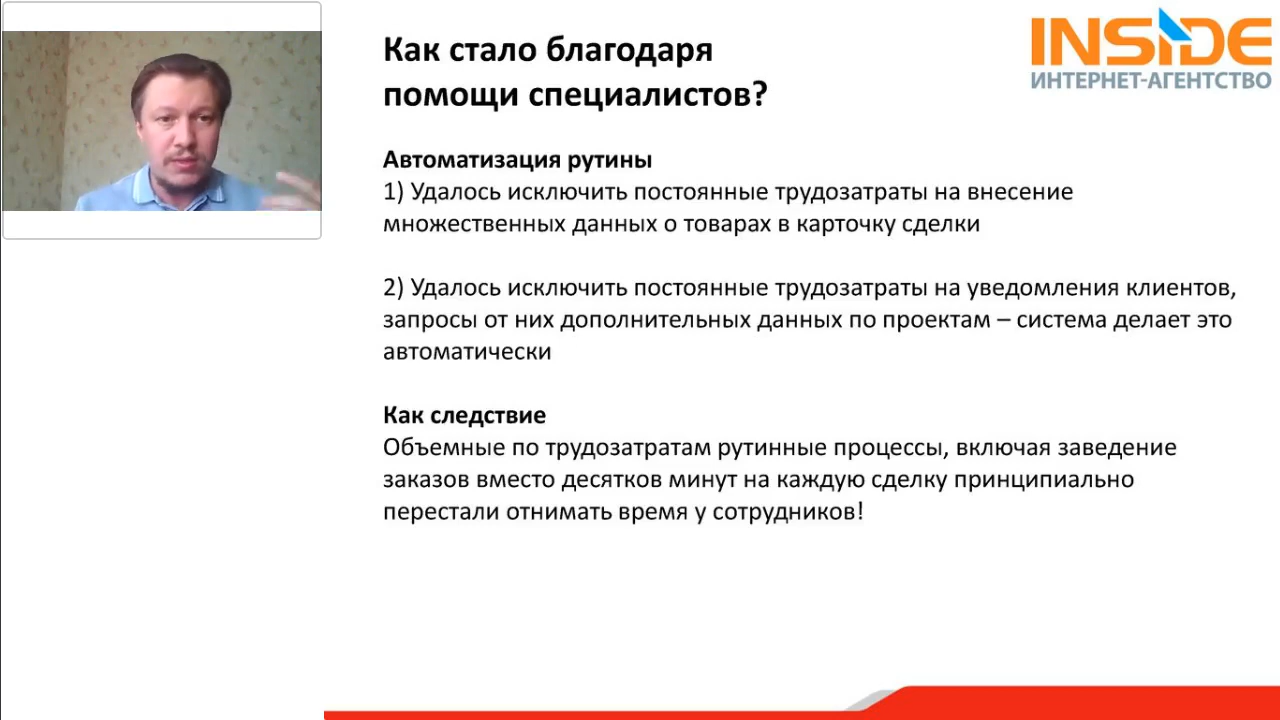 Как стало благодаря
помощи специалистов?
INSIDE
ИНТЕРНЕТ-АГЕНТСТВО
Автоматизация рутины
1) Удалось исключить постоянные трудозатраты на внесение
множественных данных о товарах в карточку сделки
2) Удалось исключить постоянные трудозатраты на уведомления клиентов,
запросы от них дополнительных данных по проектам – система делает это
автоматически
Как следствие
Объемные по трудозатратам рутинные процессы, включая заведение
заказов вместо десятков минут на каждую сделку принципиально
перестали отнимать время у сотрудников!